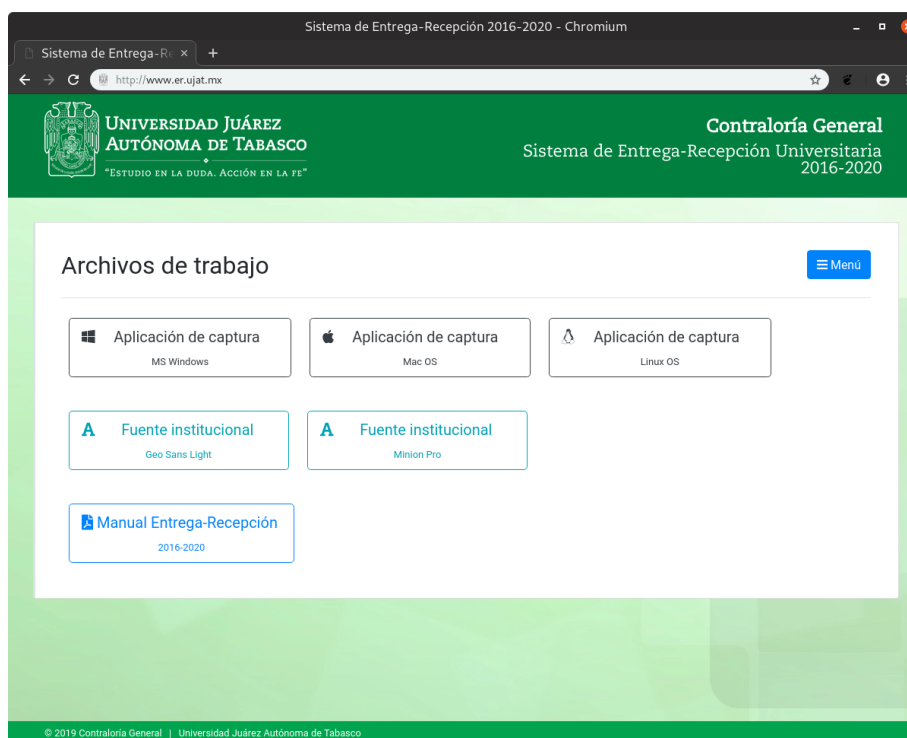 Sistema de Entrega-Recepción 2016-2020 - Chromium
Sistema de Entrega-Re
http://www.er.ujat.mx
Universidad Juárez
Autónoma de Tabasco
"Estudio en la duda. Acción en la fe"
Contraloría General
Sistema de Entrega-Recepción Universitaria
2016-2020
Archivos de trabajo
Menú
Aplicación de captura
MS Windows
Aplicación de captura
Mac OS
Aplicación de captura
Linux OS
Fuente institucional
Geo Sans Light
Fuente institucional
Minion Pro
Manual Entrega-Recepción
2016-2020
© 2019 Contraloría General | Universidad Juárez Autónoma de Tabasco